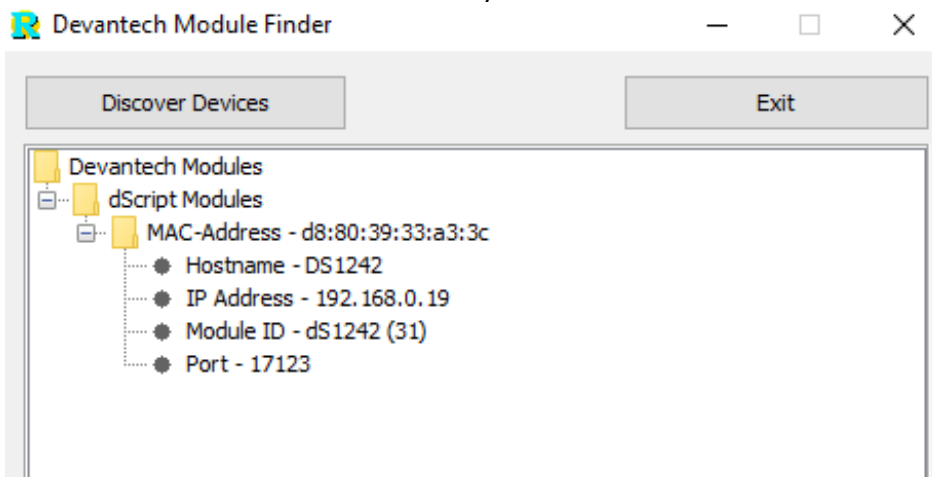 Devantech Module Finder
Discover Devices Exit
Devantech Modules
dScript Modules
MAC-Address - d8:80:39:33:a3:3c
Hostname - DS1242
IP Address - 192.168.0.19
Module ID - dS1242 (31)
Port - 17123